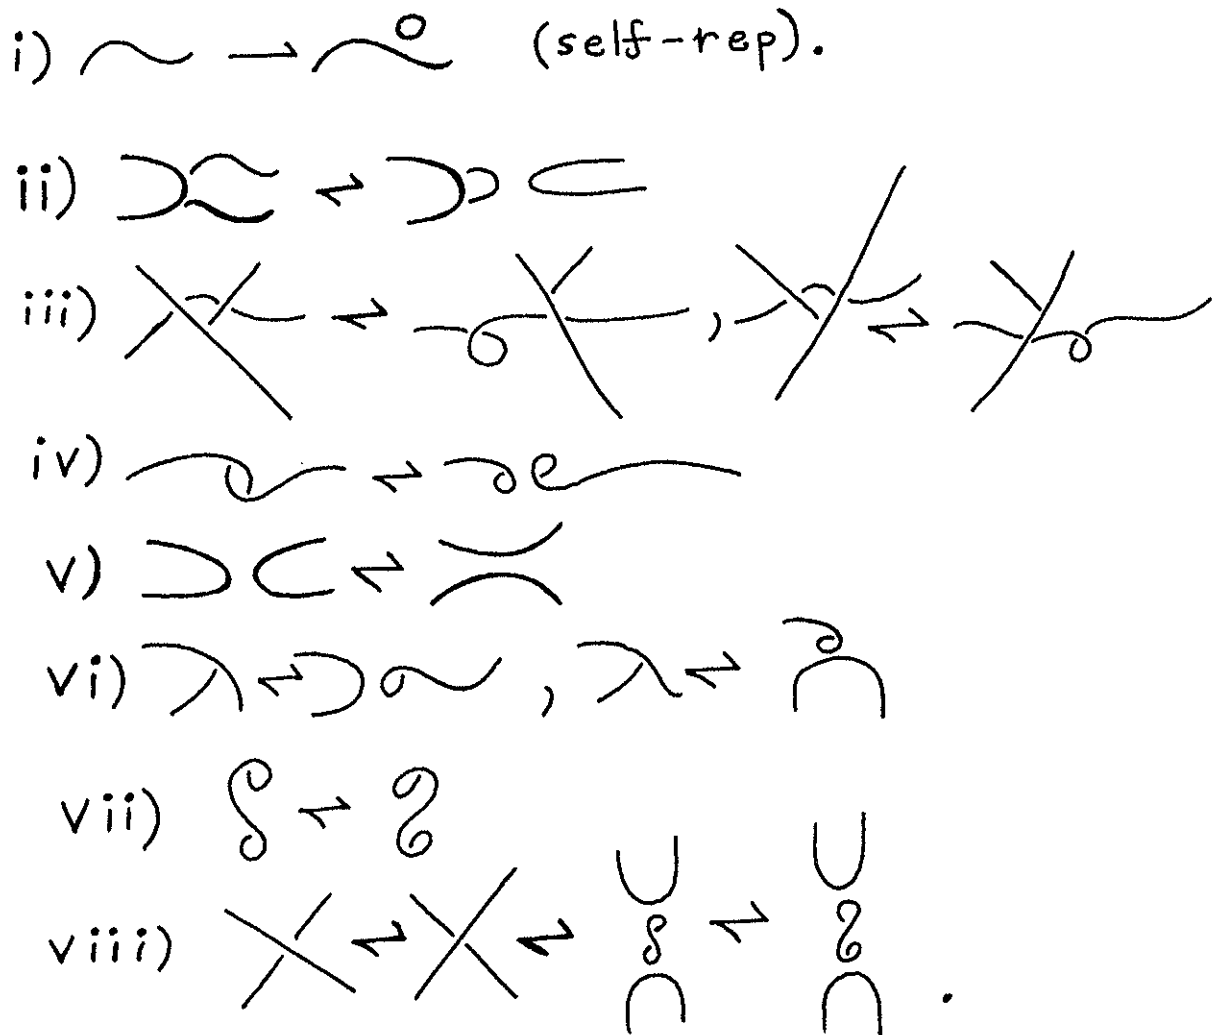 i) (self-rep).
ii)
iii) ,
iv)
v)
vi) ,
vii)
viii) .